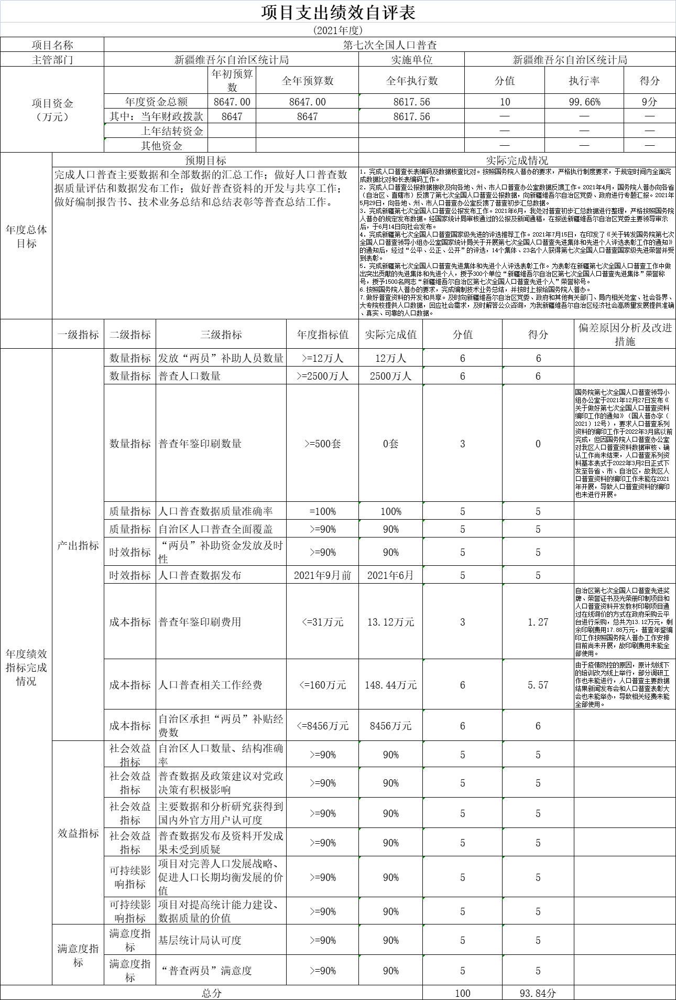 项目支出绩效自评表
(2021年度)
项目名称 第七次全国人口普查
主管部门 新疆维吾尔自治区统计局 实施单位 新疆维吾尔自治区统计局
项目资金
（万元）
年初预算
数
全年预算数 全年执行数 分值 执行率 得分
年度资金总额 8647.00 8647.00 8617.56 10 99.66% 9分
其中：当年财政拨款 8647 8647 8617.56 — — —
上年结转资金 — — —
其他资金 — — —
年度总体
目标
预期目标 实际完成情况
完成人口普查主要数据和全部数据的汇总工作；做好人口普查数
据质量评估和数据发布工作；做好普查资料的开发与共享工作；
做好编制报告书、技术业务总结和总结表彰等普查总结工作。
1. 完成人口普查长表编码及数据核查比对。按照国务院人普办的要求，严格执行制度要求，于规定时间内全面完
成数据比对和长表编码工作。
2. 完成人口普查公报数据接收及向各地、州、市人口普查办公室数据反馈工作。2021年4月，国务院人普办向各省
（自治区、直辖市）反馈了第七次全国人口普查公报数据，向新疆维吾尔自治区党委、政府进行专题汇报。2021年
5月29日，向各地、州、市人口普查办公室反馈了普查初步汇总数据。
3. 完成新疆第七次全国人口普查公报发布工作。2021年6月，我处对普查初步汇总数据进行整理，严格按照国务院
人普办的规定发布数据。经国家统计局审核通过的公报及新闻通稿，在报送新疆维吾尔自治区党委主要领导审示
后，于6月14日向社会发布。
4. 完成新疆第七次全国人口普查国家级先进的评选推荐工作。2021年7月15日，在印发了《关于转发国务院第七次
全国人口普查领导小组办公室国家统计局关于开展第七次全国人口普查先进集体和先进个人评选表彰工作的通知》
的通知后，经过“公平、公正、公开”的评选，14个集体、23名个人获得第七次全国人口普查国家级先进荣誉并受
到表彰。
5. 完成新疆第七次全国人口普查先进集体和先进个人评选表彰工作。为表彰在新疆第七次全国人口普查工作中做
出突出贡献的先进集体和先进个人，授予300个单位“新疆维吾尔自治区第七次全国人口普查先进集体”荣誉称
号，授予1500名同志“新疆维吾尔自治区第七次全国人口普查先进个人”荣誉称号。
6.按照国务院人普办的要求，完成编制技术业务总结，并按时上报给国务院人普办。
7.做好普查资料的开发和共享。及时向新疆维吾尔自治区党委、政府和其他有关部门、局内相关处室、社会各界、
大专院校提供人口数据，回应社会需求，及时解答公众咨询，为我新疆维吾尔自治区经济社会高质量发展提供准确
、真实、可靠的人口数据。
一级指标 二级指标 三级指标 年度指标值 实际完成值 分值 得分 偏差原因分析及改进
措施
年度绩效
指标完成
情况
产出指标
数量指标 发放“两员”补助人员数量 >=12万人 12万人 6 6
数量指标 普查人口数量 >=2500万人 2500万人 6 6
数量指标 普查年鉴印刷数量 >=500套 0套 3 0
国务院第七次全国人口普查领导小
组办公室于2021年12月27日发布《
关于做好第七次全国人口普查资料
编印工作的通知》（国人普办字（
2021）12号），要求人口普查系列
资料的编印工作于2022年3月底以前
完成，但因国务院人口普查办公室
对我区人口普查资料数据审核、确
认工作尚未结束，人口普查系列资
料基本表式于2022年3月2日正式下
发至各省、市、自治区，故我区人
口普查资料的编印工作未能在2021
年开展，导致人口普查资料的编印
也未进行开展。
质量指标 人口普查数据质量准确率 =100% 100% 5 5
质量指标 自治区人口普查全面覆盖 >=90% 90% 5 5
时效指标 “两员”补助资金发放及时
性 >=90% 90% 5 5
时效指标 人口普查数据发布 2021年9月前 2021年6月 5 5
成本指标 普查年鉴印刷费用 <=31万元 13.12万元 3 1.27
自治区第七次全国人口普查先进奖
牌、荣誉证书及光荣册印制项目和
人口普查资料开发教材印刷项目通
过在线询价的方式在政府采购云平
台进行采购，总共为13.12万元，剩
余印刷费用17.88万元，普查年鉴编
印工作按照国务院人普办工作安排
目前尚未开展，故印刷费用未能全
部使用。
成本指标 人口普查相关工作经费 <=160万元 148.44万元 6 5.57
由于疫情防控的原因，原计划线下
的培训改为线上举行，部分调研工
作也未能进行，人口普查主要数据
结果新闻发布会和人口普查表彰大
会也未能举办，导致相关经费未能
全部使用。
成本指标 自治区承担“两员”补贴经
费数 <=8456万元 8456万元 6 6
效益指标
社会效益
指标 自治区人口数量、结构准确
率 >=90% 90% 5 5
社会效益
指标 普查数据及政策建议对党政
决策有积极影响 >=90% 90% 5 5
社会效益
指标 主要数据和分析研究获得到
国内外官方用户认可度 >=90% 90% 5 5
社会效益
指标 普查数据发布及资料开发成
果未受到质疑 >=90% 90% 5 5
可持续影
响指标 项目对完善人口发展战略、
促进人口长期均衡发展的价
值 >=90% 90% 5 5
可持续影
响指标 项目对提高统计能力建设、
数据质量的价值 >=90% 90% 5 5
满意度指
标
满意度指
标 基层统计局认可度 >=90% 90% 5 5
满意度指
标 “普查两员”满意度 >=90% 90% 5 5
总分 100 93.84分